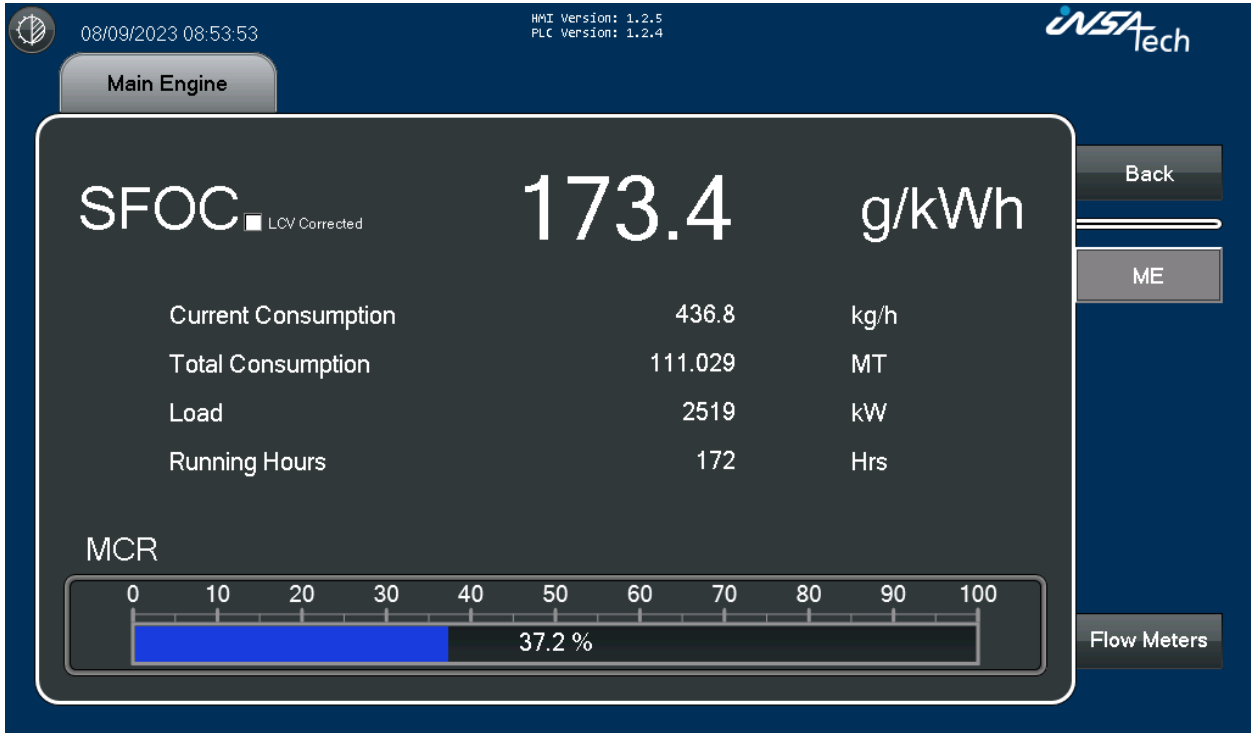 08/09/2023 08:53:53
HMI Version: 1.2.5
PLC Version: 1.2.4
iNSA Tech
Main Engine
SFOC LCV Corrected 173.4 g/kWh
Back
ME
Current Consumption 436.8 kg/h
Total Consumption 111.029 MT
Load 2519 kW
Running Hours 172 Hrs
MCR
0 10 20 30 40 50 60 70 80 90 100
37.2 %
Flow Meters